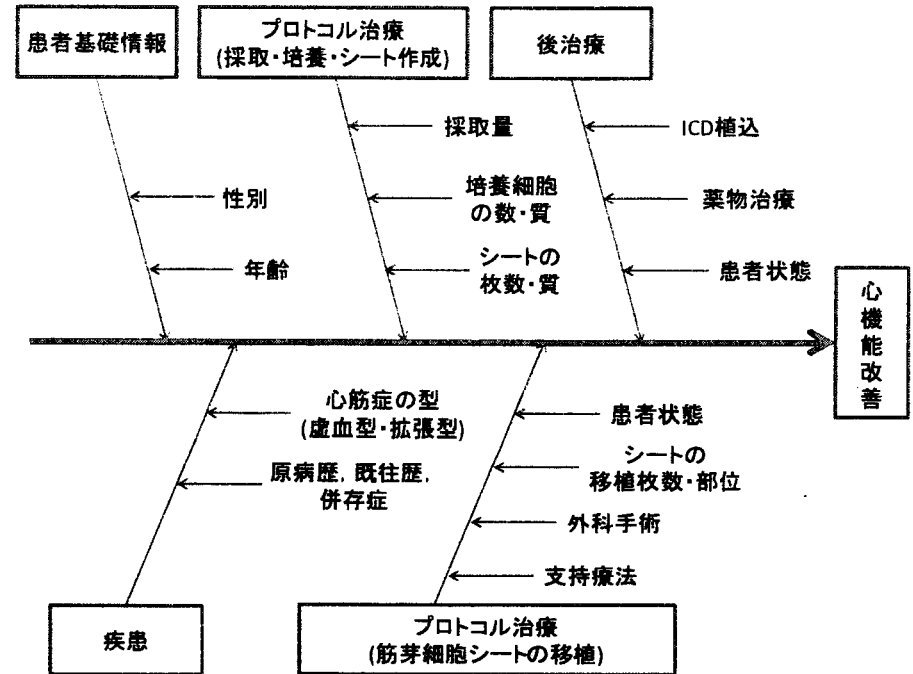 患者基礎情報
プロトコル治療
(採取・培養・シート作成)
後治療
採取量
ICD植込
性別
培養細胞
の数・質
薬物治療
年齢
シートの
枚数・質
患者状態
心機能改善
心筋症の型
(虚血型・拡張型)
患者状態
原病歴, 既往歴,
併存症
シートの
移植枚数・部位
外科手術
支持療法
疾患
プロトコル治療
(筋芽細胞シートの移植)